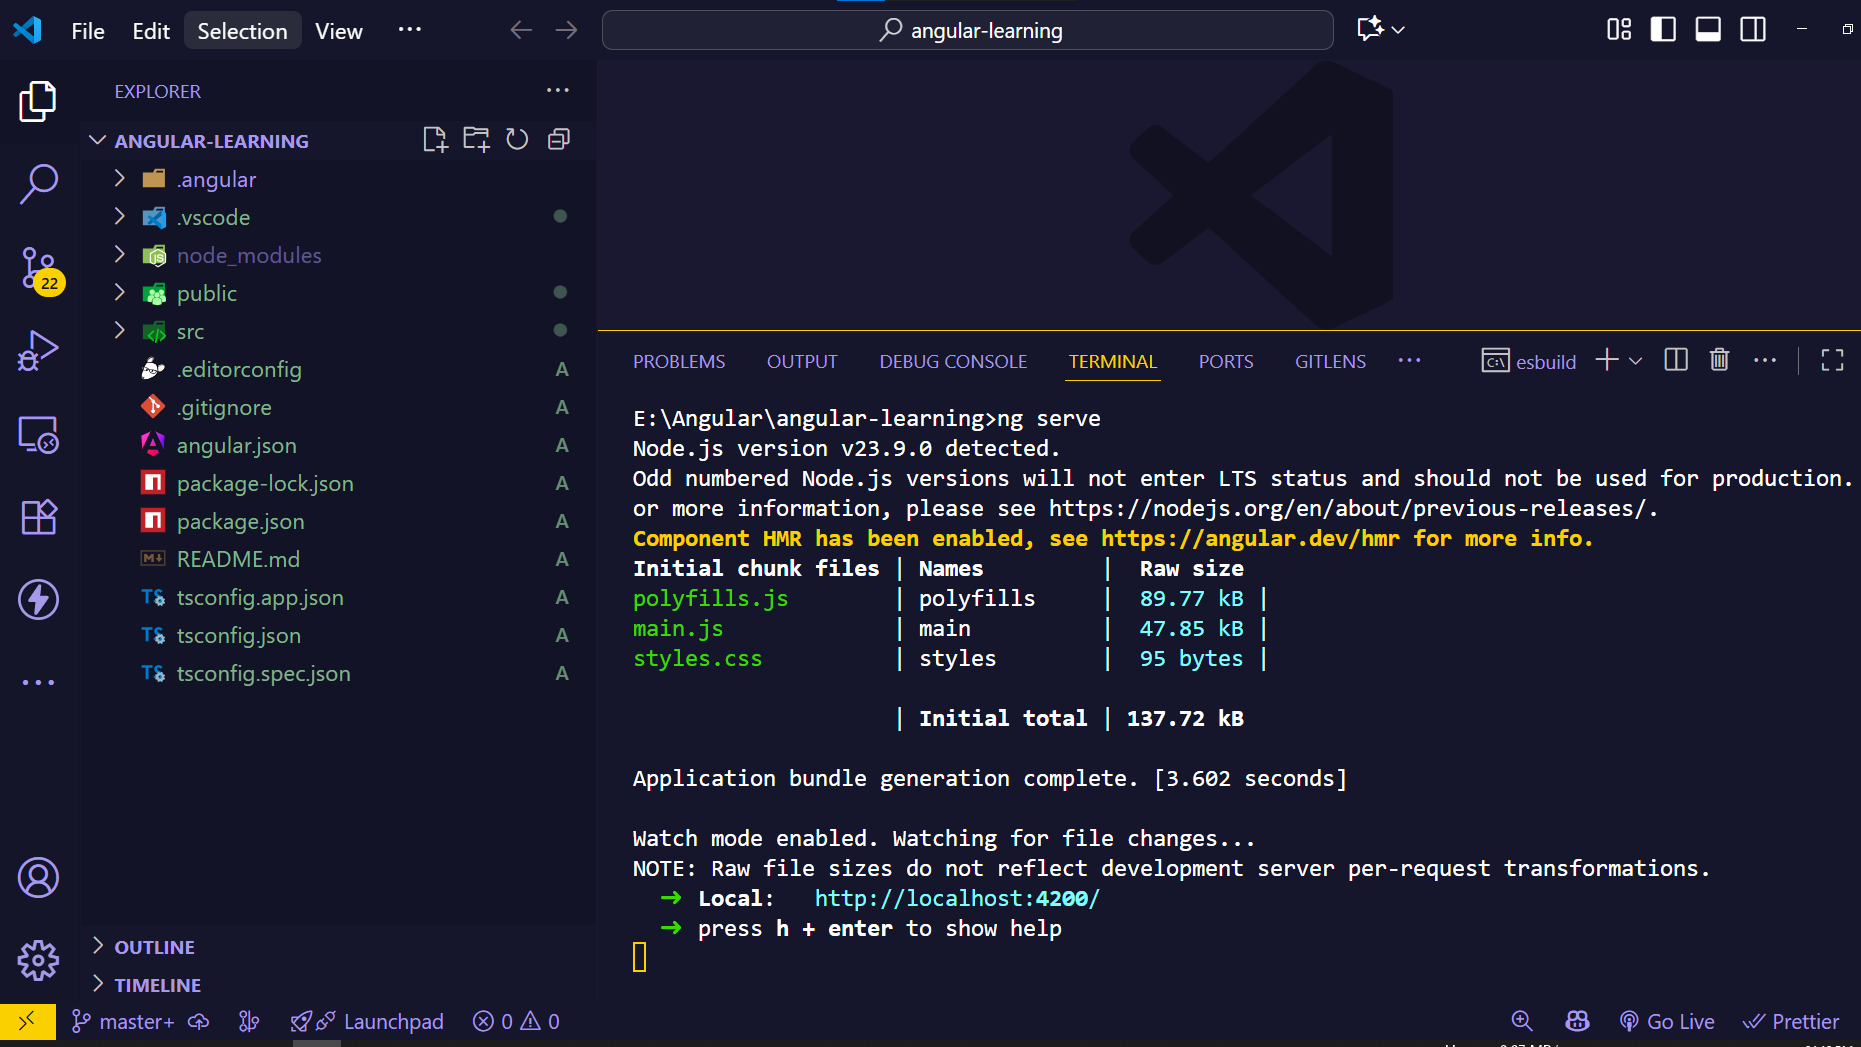 File Edit Selection View ···
angular-learning
EXPLORER
ANGULAR-LEARNING
.angular
.vscode
node_modules
public
src
.editorconfig A
.gitignore A
angular.json A
package-lock.json A
package.json A
README.md A
tsconfig.app.json A
tsconfig.json A
tsconfig.spec.json A
22
OUTLINE
TIMELINE
PROBLEMS OUTPUT DEBUG CONSOLE TERMINAL PORTS GITLENS ··· esbuild
E:\Angular\angular-learning>ng serve
Node.js version v23.9.0 detected.
Odd numbered Node.js versions will not enter LTS status and should not be used for production.
or more information, please see https://nodejs.org/en/about/previous-releases/.
Component HMR has been enabled, see https://angular.dev/hmr for more info.
Initial chunk files | Names | Raw size
polyfills.js | polyfills | 89.77 kB |
main.js | main | 47.85 kB |
styles.css | styles | 95 bytes |
| Initial total | 137.72 kB
Application bundle generation complete. [3.602 seconds]
Watch mode enabled. Watching for file changes...
NOTE: Raw file sizes do not reflect development server per-request transformations.
➜ Local: http://localhost:4200/
➜ press h + enter to show help
master+ Launchpad 0 0 Go Live Prettier